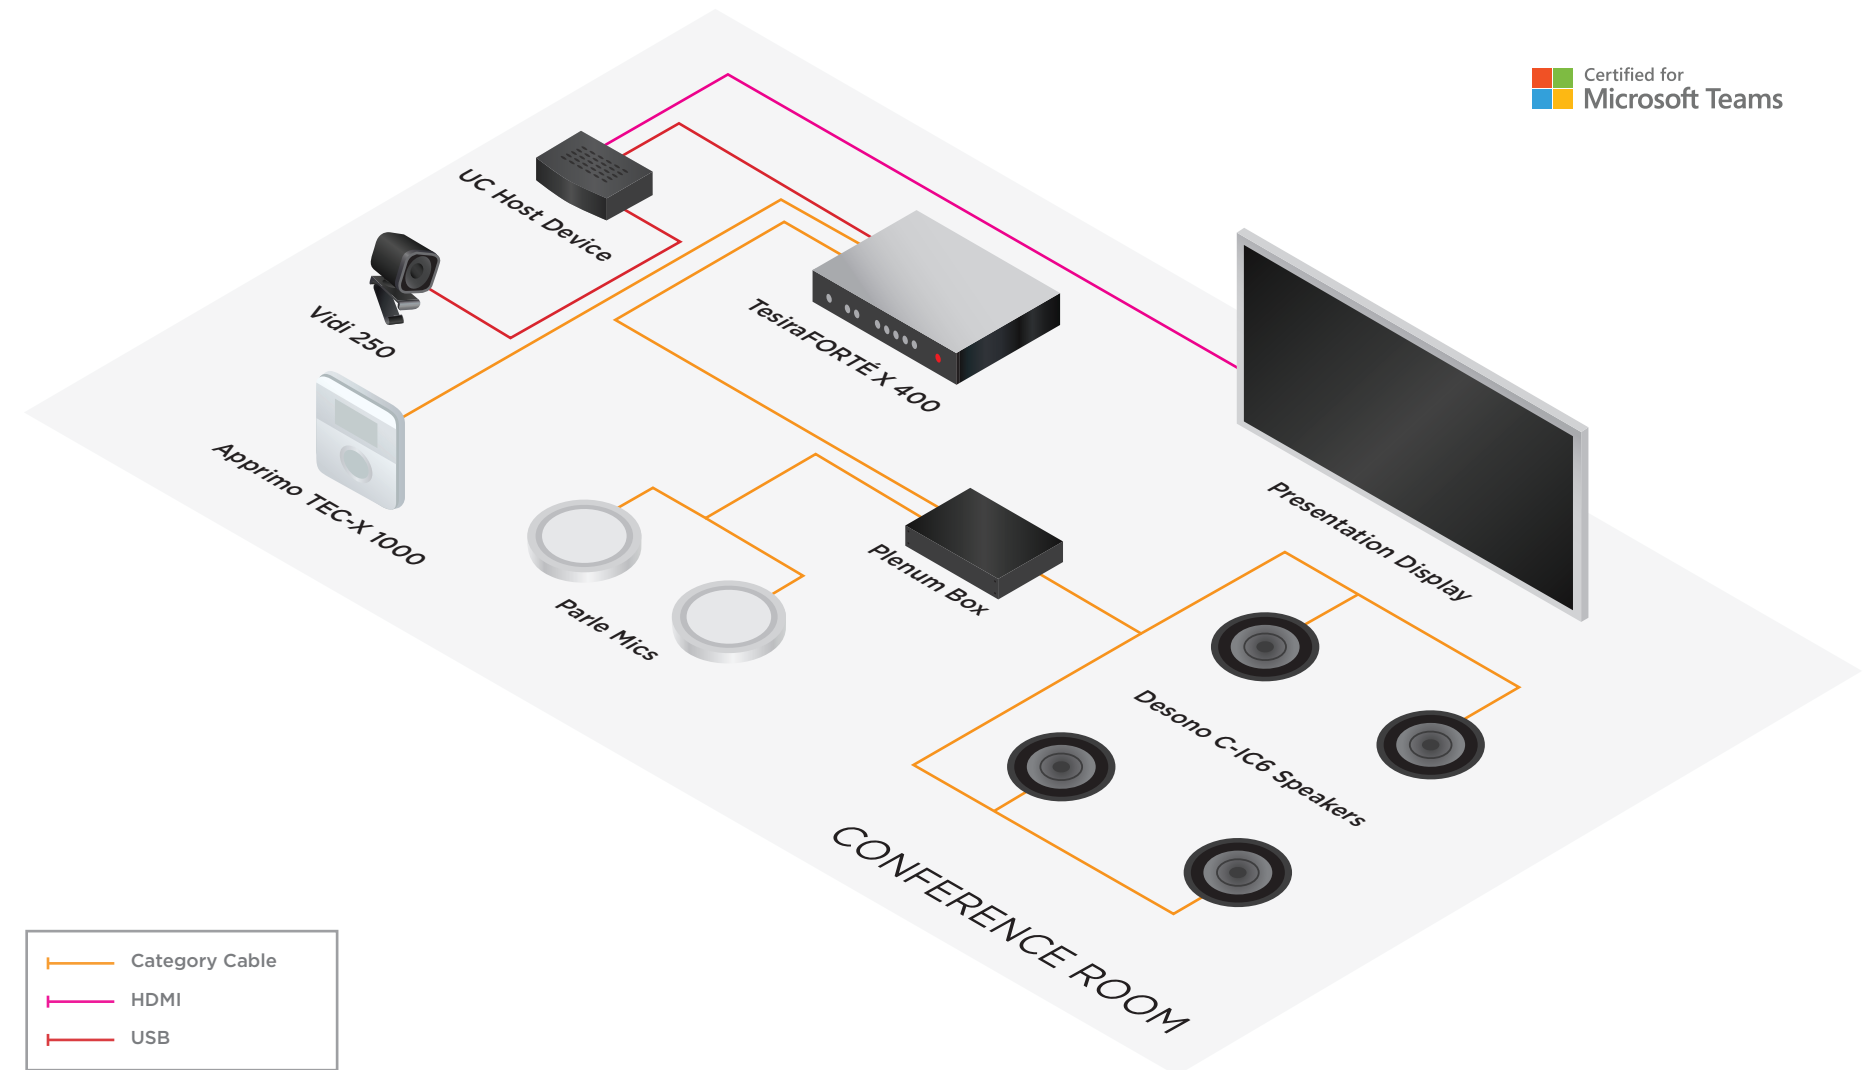 Certified for
Microsoft Teams
UC Host Device
Vidi 250
TesiraFORTÉ X 400
Apprimo TEC-X 1000
Presentation Display
Plenum Box
Parle Mics
Desono C-IC6 Speakers
CONFERENCE ROOM
Category Cable
HDMI
USB